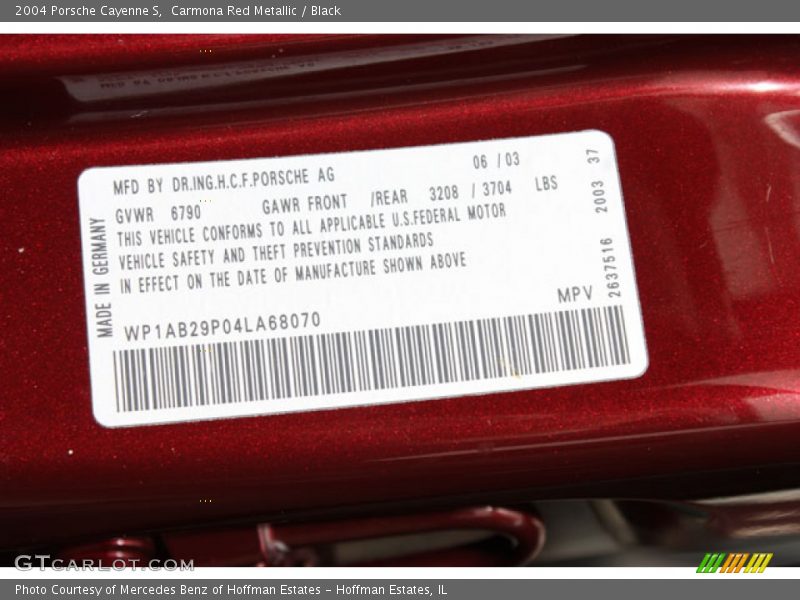 2004 Porsche Cayenne S, Carmona Red Metallic / Black
MFD BY DR.ING.H.C.F.PORSCHE AG
06 /03
GVWR 6790 GAWR FRONT /REAR 3208 / 3704 LBS
THIS VEHICLE CONFORMS TO ALL APPLICABLE U.S.FEDERAL MOTOR
VEHICLE SAFETY AND THEFT PREVENTION STANDARDS
IN EFFECT ON THE DATE OF MANUFACTURE SHOWN ABOVE
MADE IN GERMANY
WP1AB29P04LA68070
MPV
2637516 2003 37
GTCARLOT.COM
Photo Courtesy of Mercedes Benz of Hoffman Estates - Hoffman Estates, IL